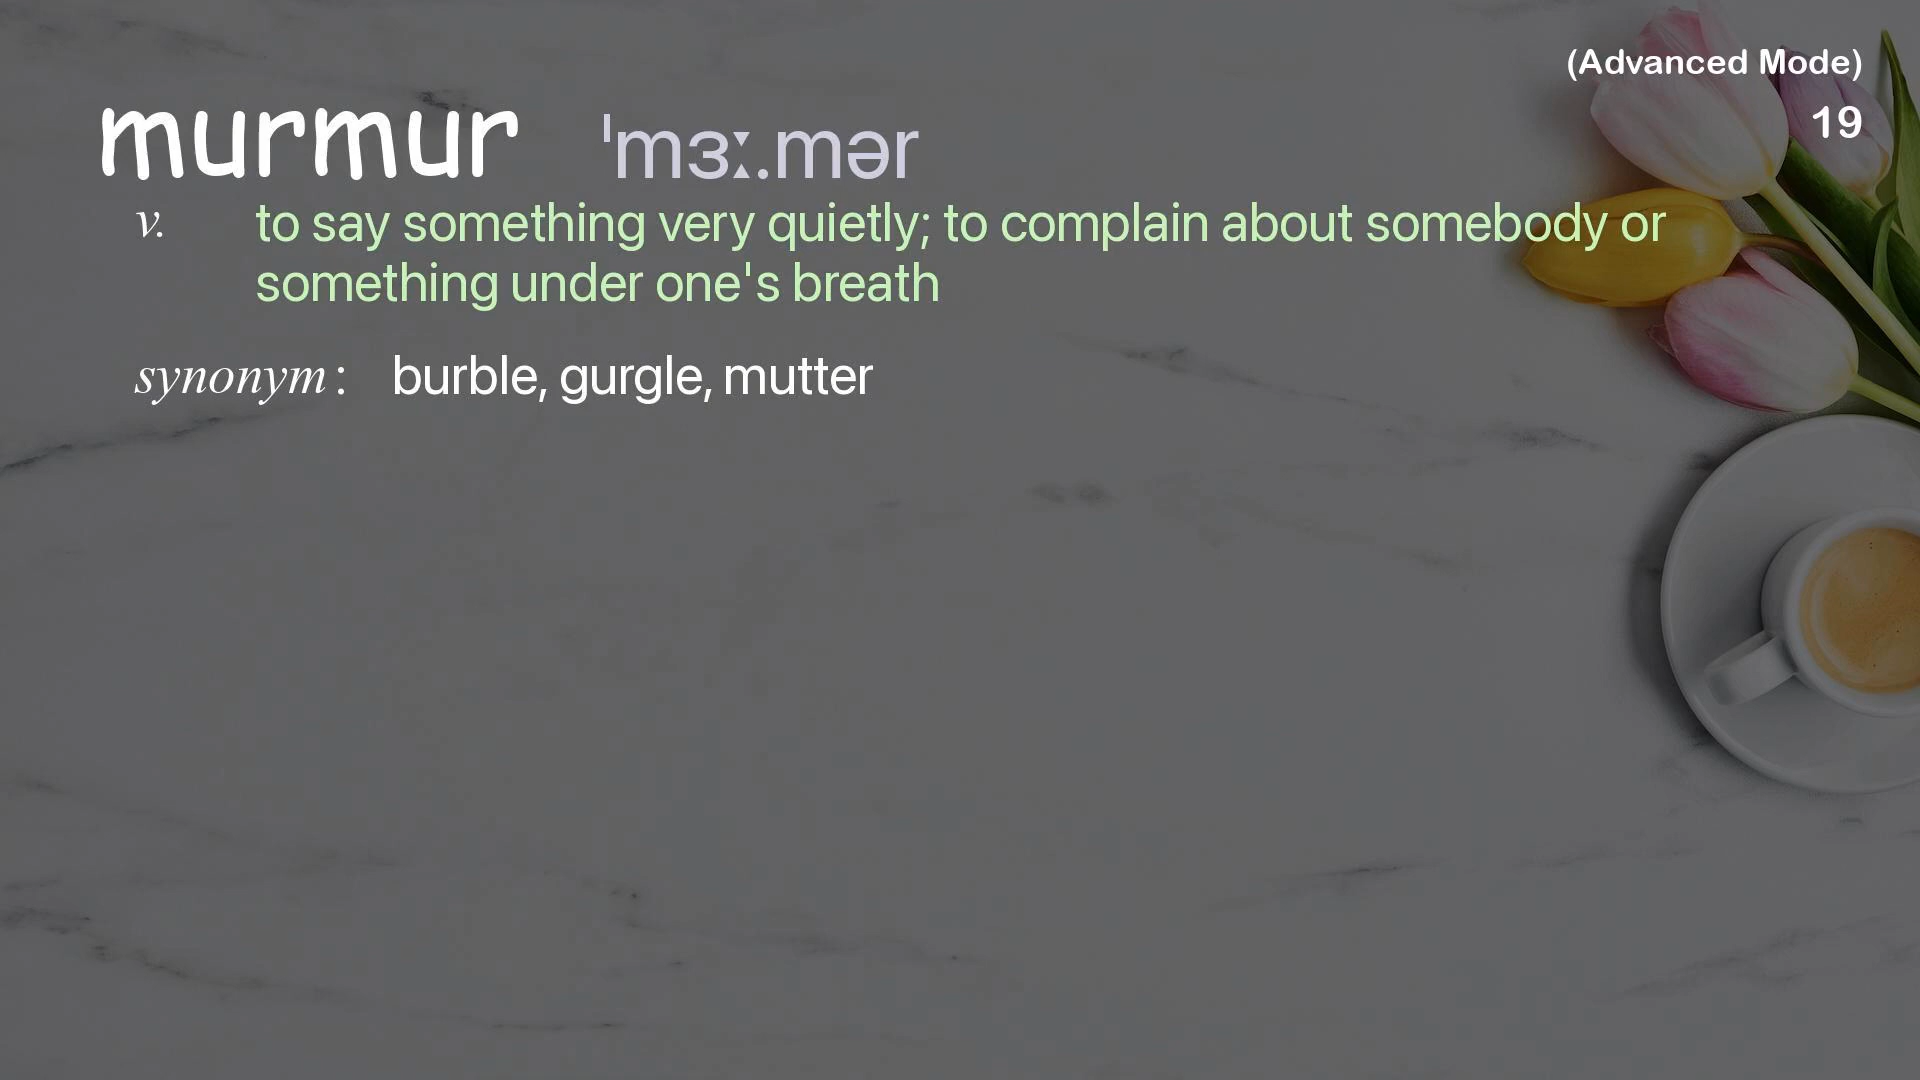 (Advanced Mode)
19
murmur ˈmɜː.mər
v. to say something very quietly; to complain about somebody or
something under one's breath
synonym: burble, gurgle, mutter